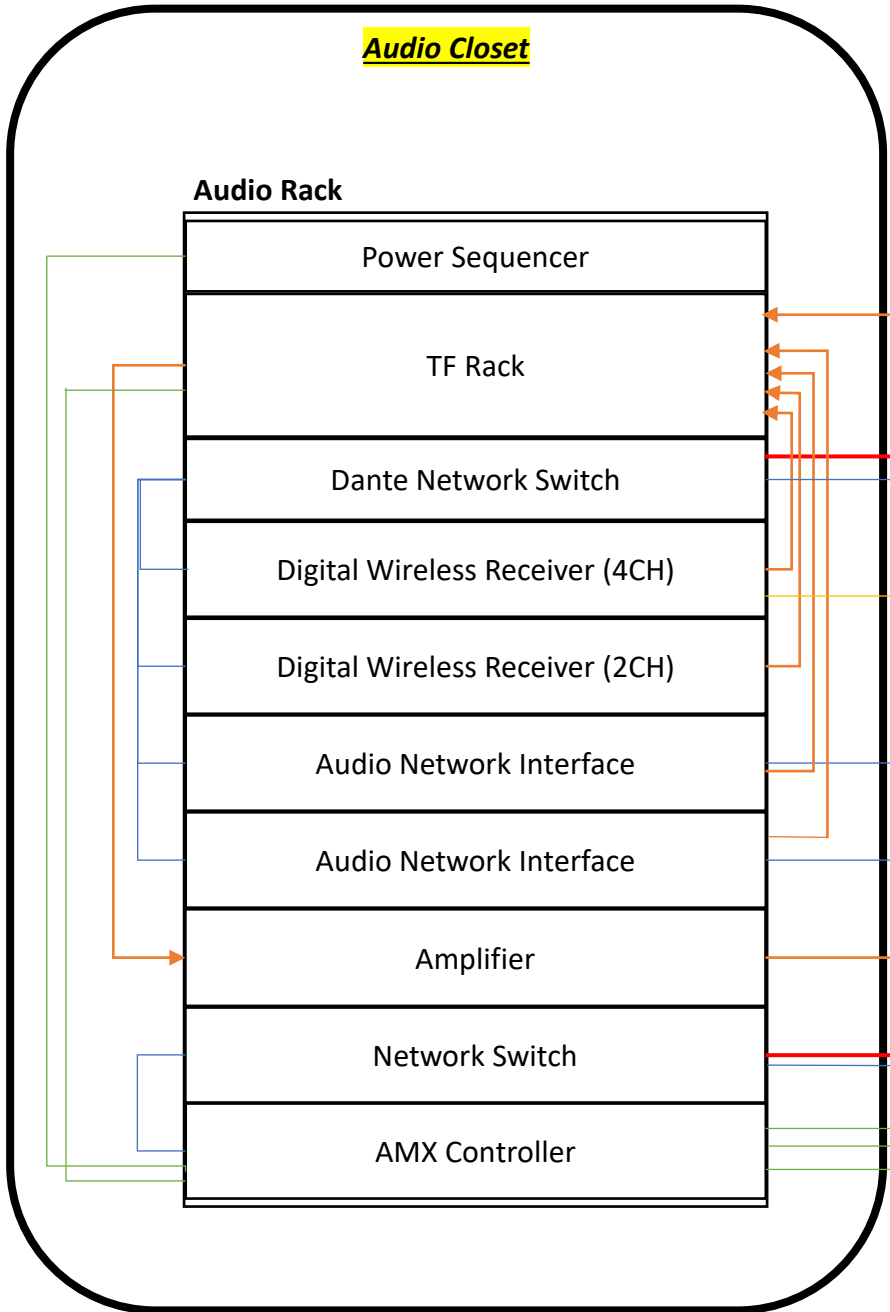 Audio Closet
Audio Rack
Power Sequencer
TF Rack
Dante Network Switch
Digital Wireless Receiver (4CH)
Digital Wireless Receiver (2CH)
Audio Network Interface
Audio Network Interface
Amplifier
Network Switch
AMX Controller